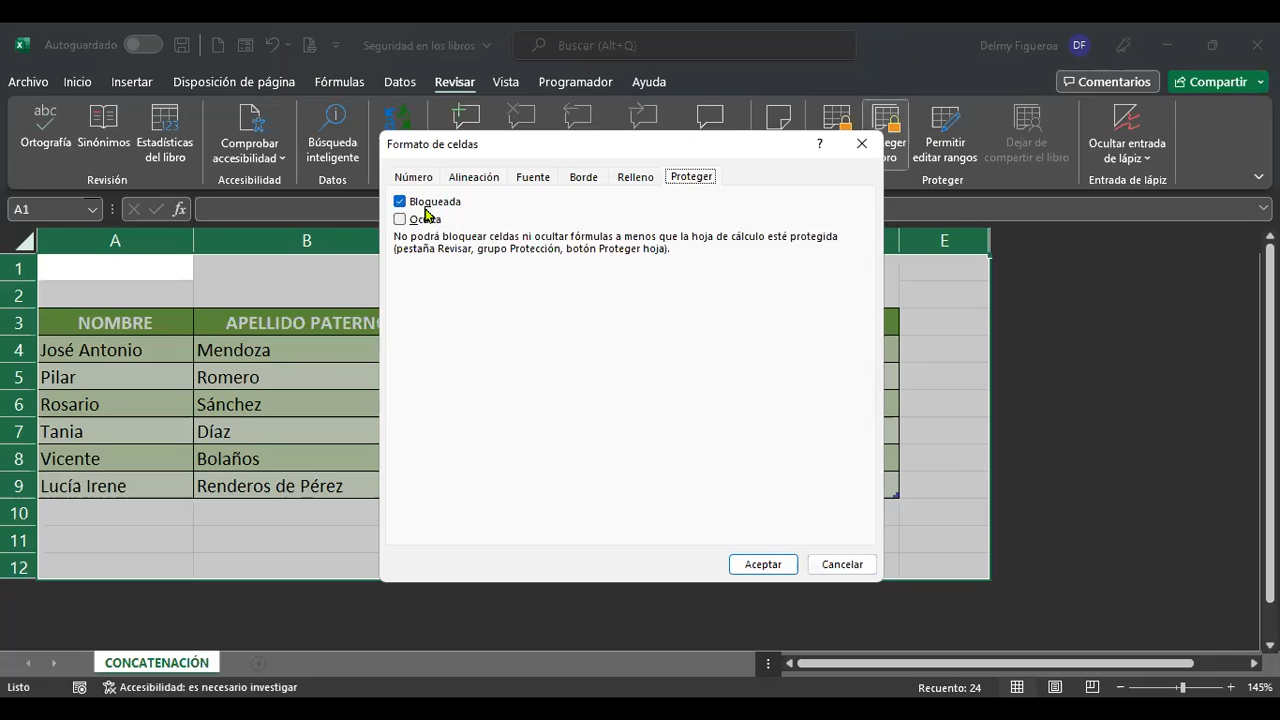 Autoguardado
Seguridad en los libros
Buscar (Alt+Q)
Delmy Figueroa
DF
Archivo
Inicio
Insertar
Disposición de página
Fórmulas
Datos
Revisar
Vista
Programador
Ayuda
Comentarios
Compartir
abc
123
Ortografía
Sinónimos
Estadísticas
del libro
Comprobar
accesibilidad
Búsqueda
inteligente
Permitir
editar rangos
Dejar de
compartir el libro
Ocultar entrada
de lápiz
Revisión
Accesibilidad
Datos
Proteger
Entrada de lápiz
Formato de celdas
?
Número
Alineación
Fuente
Borde
Relleno
Proteger
Bloqueada
No podrá bloquear celdas ni ocultar fórmulas a menos que la hoja de cálculo esté protegida
(pestaña Revisar, grupo Protección, botón Proteger hoja).
Aceptar
Cancelar
A1
fx
A
B
E
1
2
3
NOMBRE
APELLIDO PATERNO
4
José Antonio
Mendoza
5
Pilar
Romero
6
Rosario
Sánchez
7
Tania
Díaz
8
Vicente
Bolaños
9
Lucía Irene
Renderos de Pérez
10
11
12
CONCATENACIÓN
Listo
Accesibilidad: es necesario investigar
Recuento: 24
145%